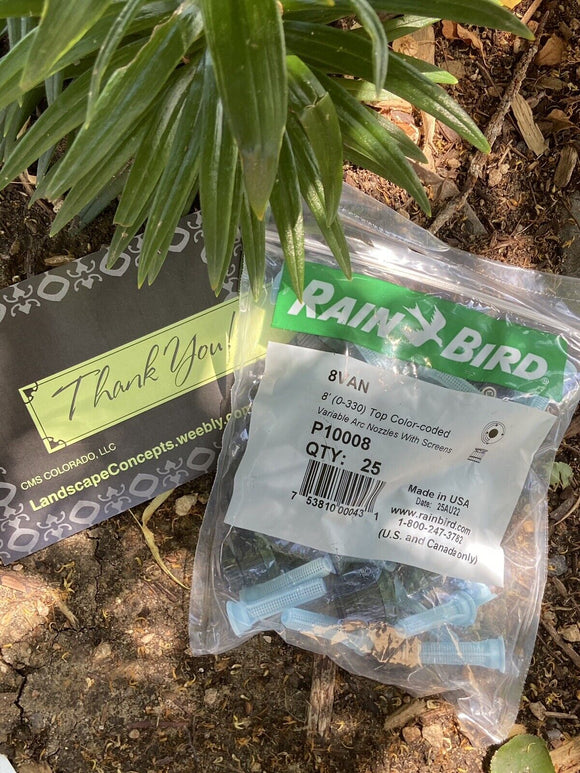 Thank You!
CMS COLORADO, LLC
LandscapeConcepts.weebly.com
RAIN BIRD
8VAN
8' (0-330) Top Color-coded
Variable Arc Nozzles With Screens
P10008
QTY: 25
7 53810 00043 1
Made in USA
Date: 25AU22
www.rainbird.com
1-800-247-3782
(U.S. and Canada only)